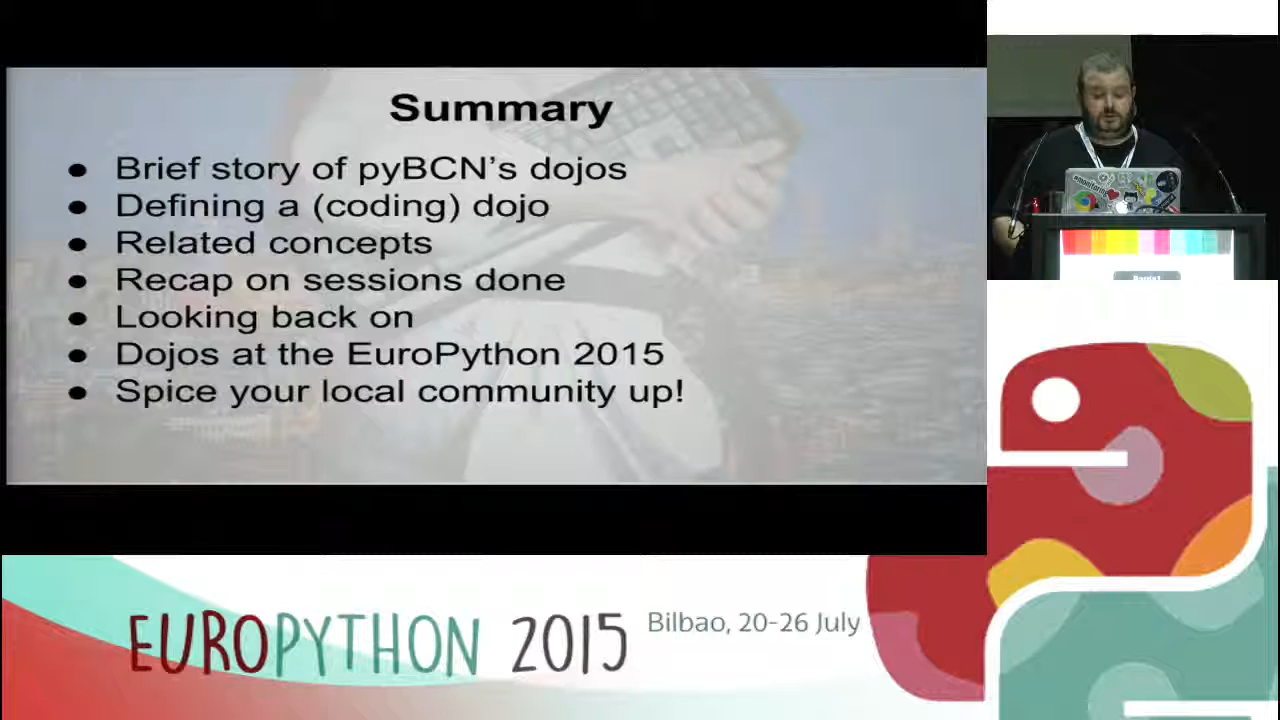 Summary
● Brief story of pyBCN's dojos
● Defining a (coding) dojo
● Related concepts
● Recap on sessions done
● Looking back on
● Dojos at the EuroPython 2015
● Spice your local community up!
EUROPYTHON 2015
Bilbao, 20-26 July